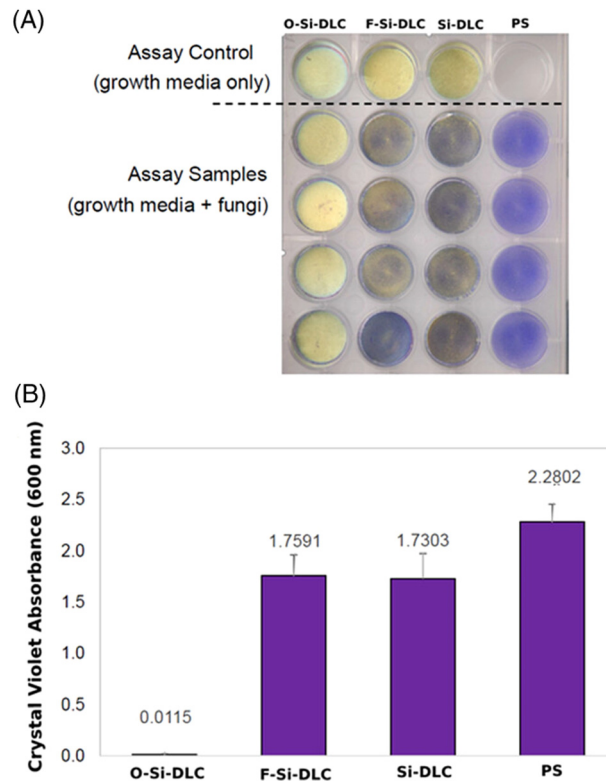 (A)
O-Si-DLC F-Si-DLC Si-DLC PS
Assay Control
(growth media only)
Assay Samples
(growth media + fungi)
(B)
Crystal Violet Absorbance (600 nm)
3.0
2.5
2.0
1.5
1.0
0.5
0.0
0.0115
1.7591
1.7303
2.2802
O-Si-DLC F-Si-DLC Si-DLC PS